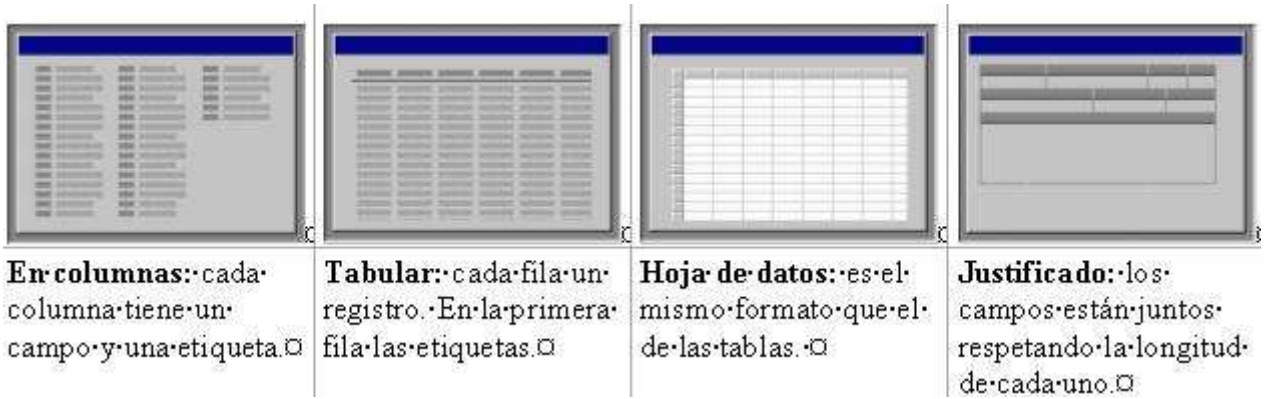 En columnas: cada
columna tiene un
campo y una etiqueta.¤
Tabular: cada fila un
registro. En la primera
fila las etiquetas.¤
Hoja de datos: es el
mismo formato que el
de las tablas. ¤
Justificado: los
campos están juntos
respetando la longitud
de cada uno.¤